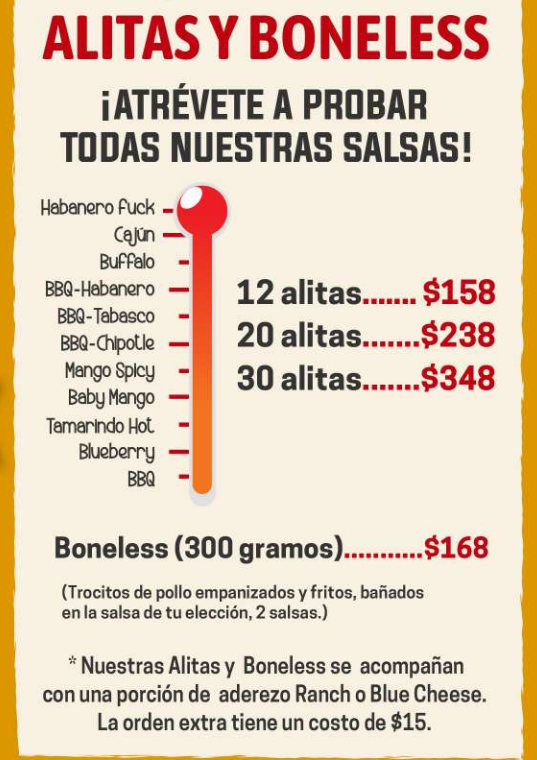 ALITAS Y BONELESS
¡ATRÉVETE A PROBAR
TODAS NUESTRAS SALSAS!
Habanero Fuck
Cajún
Buffalo
BBQ-Habanero
BBQ-Tabasco
BBQ-Chipotle
Mango Spicy
Baby Mango
Tamarindo Hot
Blueberry
BBQ
12 alitas....... $158
20 alitas.......$238
30 alitas.......$348
Boneless (300 gramos)...........$168
(Trocitos de pollo empanizados y fritos, bañados
en la salsa de tu elección, 2 salsas.)
* Nuestras Alitas y Boneless se acompañan
con una porción de aderezo Ranch o Blue Cheese.
La orden extra tiene un costo de $15.